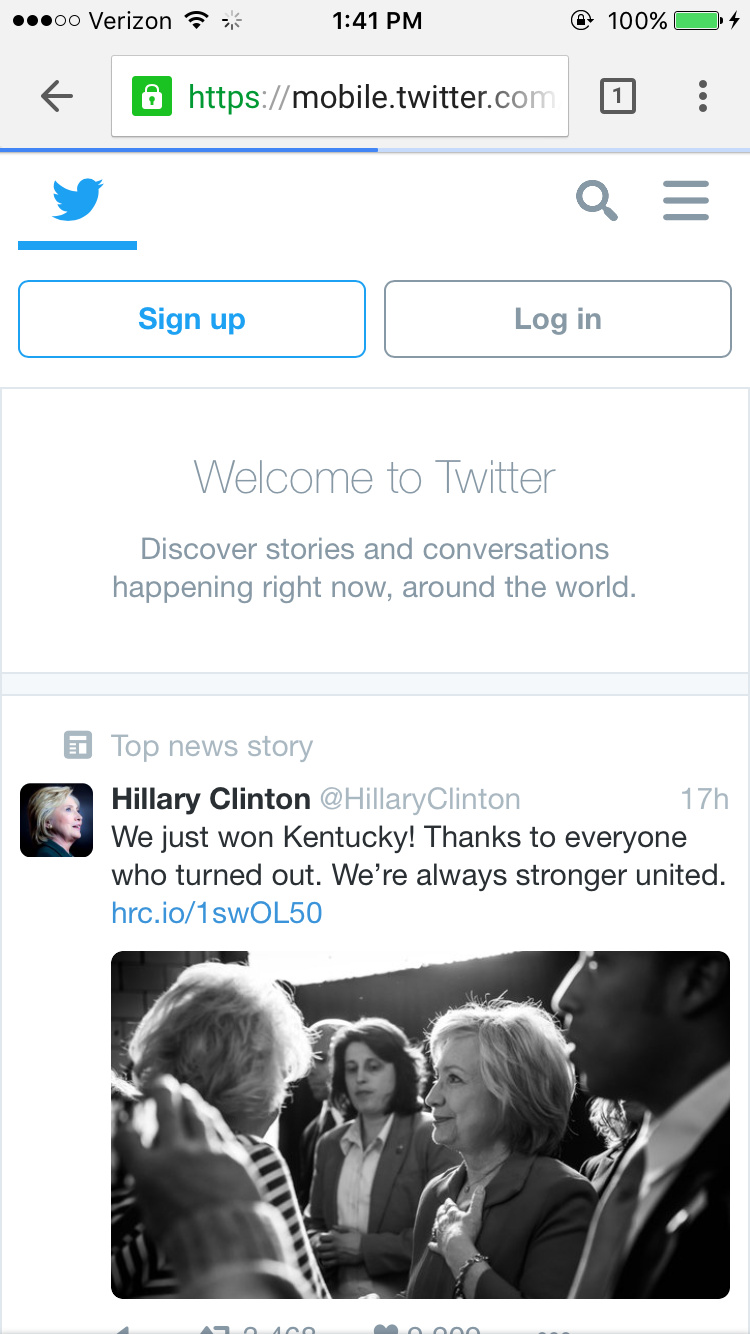 Verizon 1:41 PM 100%
https://mobile.twitter.com 1
Sign up Log in
Welcome to Twitter
Discover stories and conversations
happening right now, around the world.
Top news story
Hillary Clinton @HillaryClinton 17h
We just won Kentucky! Thanks to everyone
who turned out. We’re always stronger united.
hrc.io/1swOL50